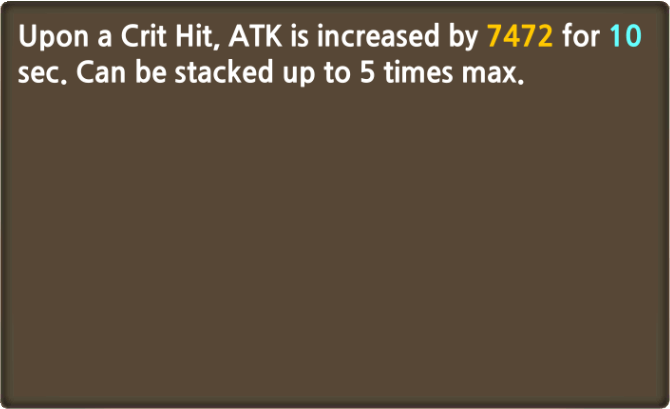 Upon a Crit Hit, ATK is increased by 7472 for 10
sec. Can be stacked up to 5 times max.